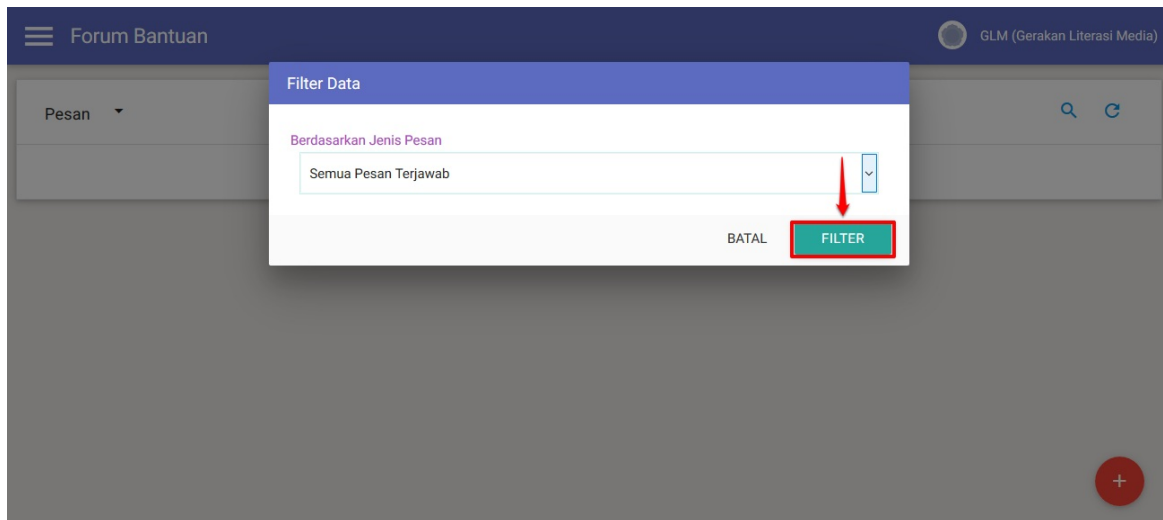 Forum Bantuan
GLM (Gerakan Literasi Media)
Filter Data
Pesan
Berdasarkan Jenis Pesan
Semua Pesan Terjawab
BATAL
FILTER